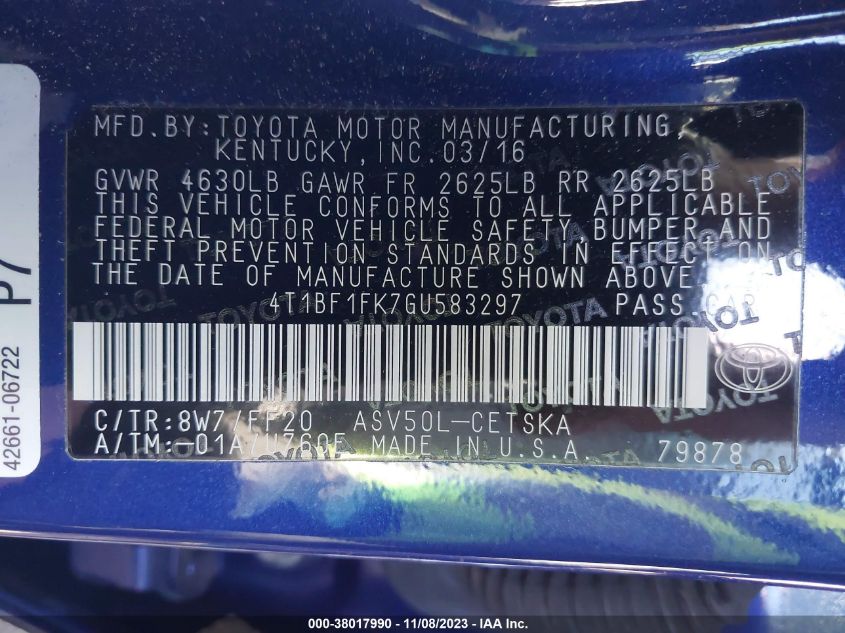 MFD. BY: TOYOTA MOTOR MANUFACTURING,
KENTUCKY, INC. 03/16
GVWR 4630LB GAWR FR 2625LB RR 2625LB
THIS VEHICLE CONFORMS TO ALL APPLICABLE
FEDERAL MOTOR VEHICLE SAFETY, BUMPER, AND
THEFT PREVENTION STANDARDS IN EFFECT ON
THE DATE OF MANUFACTURE SHOWN ABOVE.
4T1BF1FK7GU583297 PASS CAR
C/TR: 8W7/FF20 ASV50L-CETSKA
A/TM: -01A/U760E MADE IN U.S.A. 79878
TOYOTA
P7
42661-06722
000-38017990 - 11/08/2023 - IAAI.COM